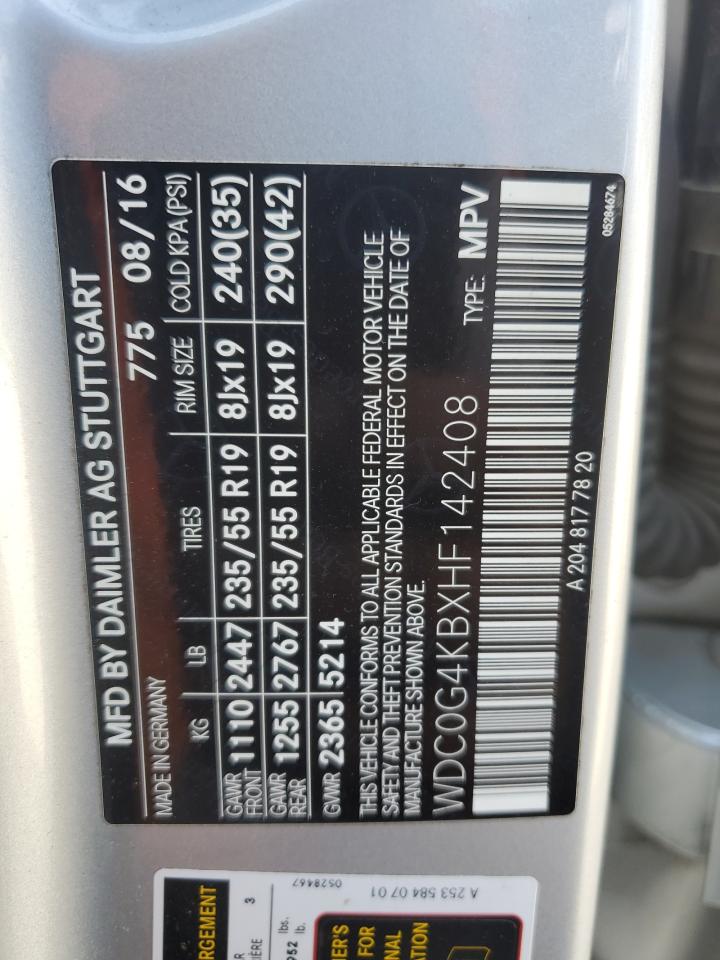 MFD BY DAIMLER AG STUTTGART
MADE IN GERMANY 775 08/16
KG LB TIRES RIM SIZE COLD KPA(PSI)
GAWR FRONT 1110 2447 235/55 R19 8Jx19 240(35)
GAWR REAR 1255 2767 235/55 R19 8Jx19 290(42)
GVWR 2365 5214
THIS VEHICLE CONFORMS TO ALL APPLICABLE FEDERAL MOTOR VEHICLE
SAFETY AND THEFT PREVENTION STANDARDS IN EFFECT ON THE DATE OF
MANUFACTURE SHOWN ABOVE.
WDC0G4KBXHF142408 TYPE: MPV
A 204 817 78 20
05284674
A 253 584 07 01
0528467
3
lbs.
lb.
FOR